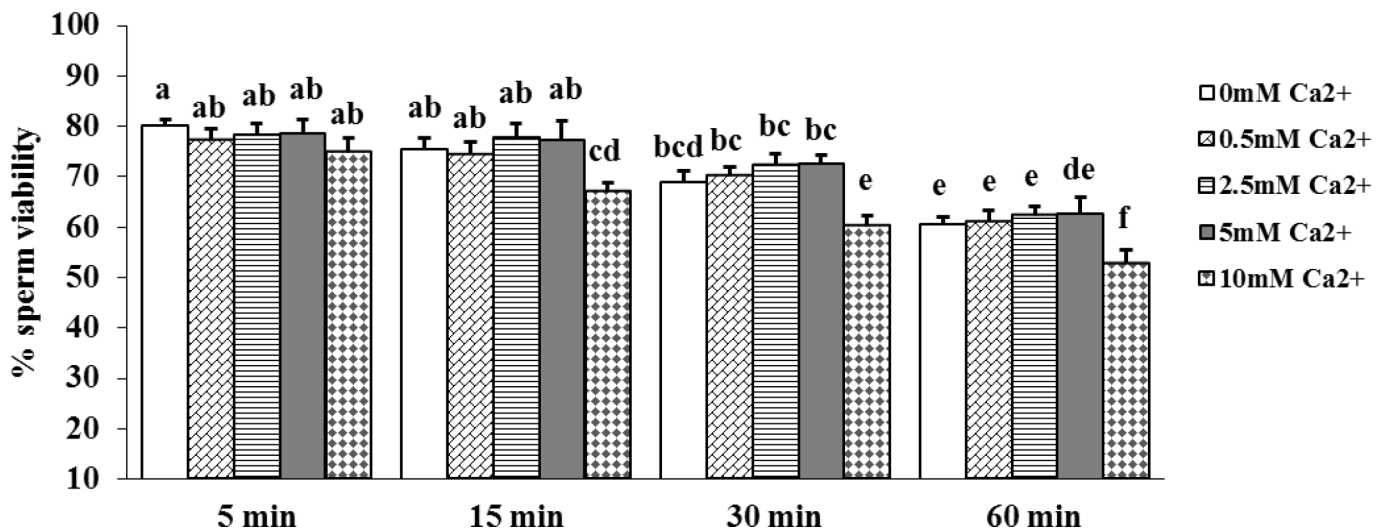 % sperm viability
100
90
80
70
60
50
40
30
20
10
a ab ab ab ab
ab ab ab ab cd
bcd bc bc bc e
e e e de f
5 min 15 min 30 min 60 min
0mM Ca2+
0.5mM Ca2+
2.5mM Ca2+
5mM Ca2+
10mM Ca2+